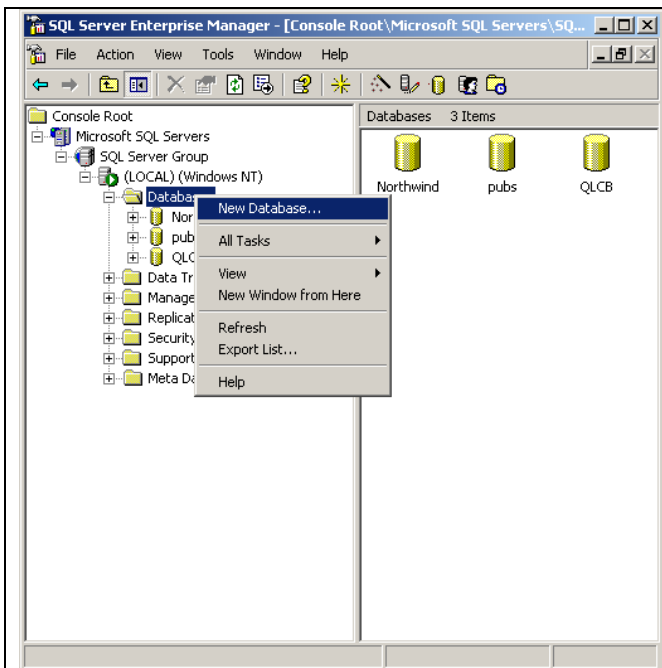 SQL Server Enterprise Manager - [Console Root\Microsoft SQL Servers\SQ...
File Action View Tools Window Help
Console Root
Microsoft SQL Servers
SQL Server Group
(LOCAL) (Windows NT)
Databas
Nor
pub
QLC
Data Tr
Manage
Replicat
Security
Support
Meta Da
New Database...
All Tasks
View
New Window from Here
Refresh
Export List...
Help
Databases 3 Items
Northwind pubs QLCB